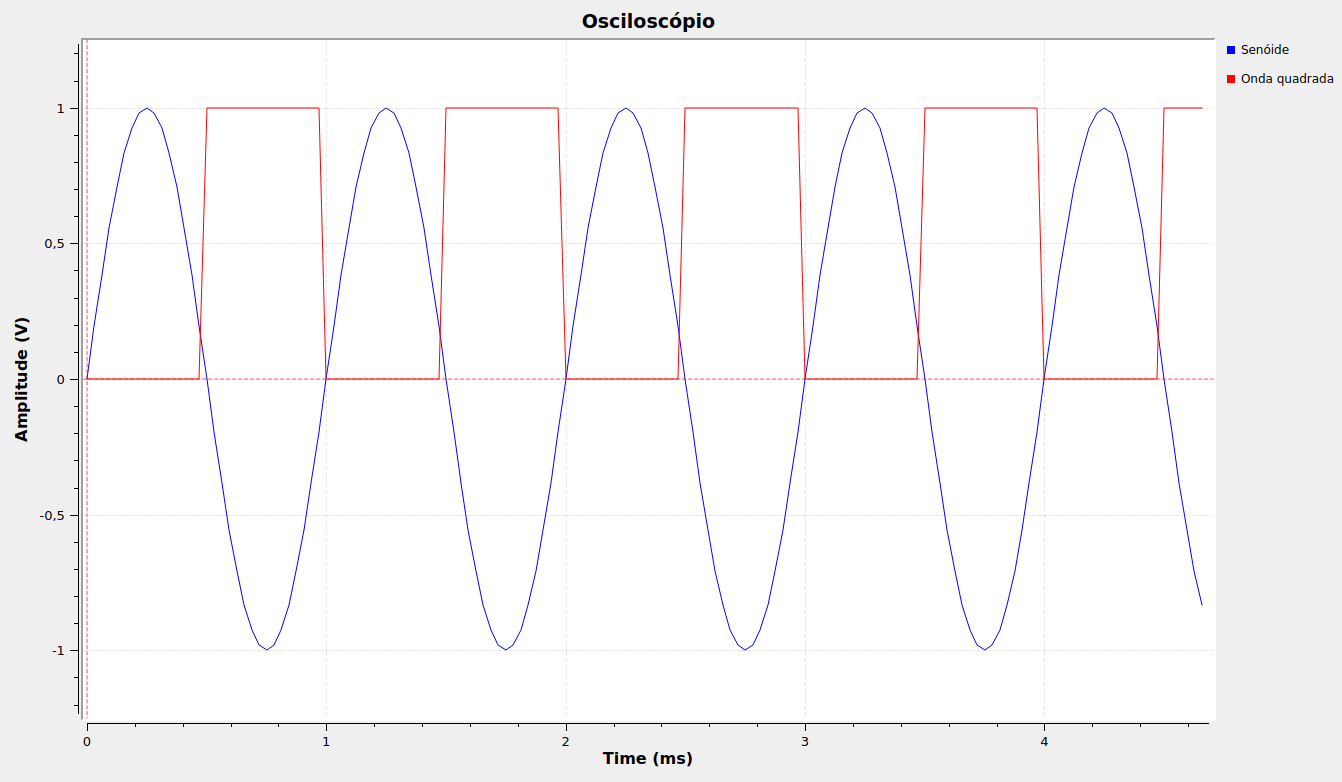 Osciloscópio
Senóide
Onda quadrada
Amplitude (V)
1
0,5
0
-0,5
-1
0 1 2 3 4
Time (ms)